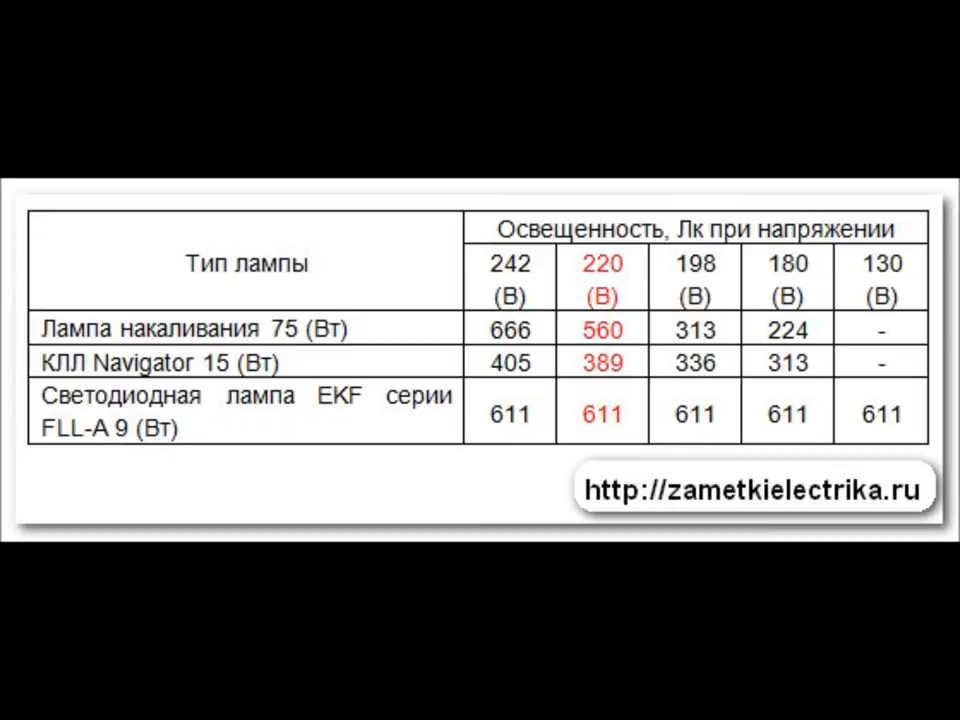 Тип лампы
Освещенность, Лк при напряжении
242 (В)
220 (В)
198 (В)
180 (В)
130 (В)
Лампа накаливания 75 (Вт) 666 560 313 224 -
КЛЛ Navigator 15 (Вт) 405 389 336 313 -
Светодиодная лампа EKF серии
FLL-A 9 (Вт) 611 611 611 611 611
http://zametkielectrika.ru